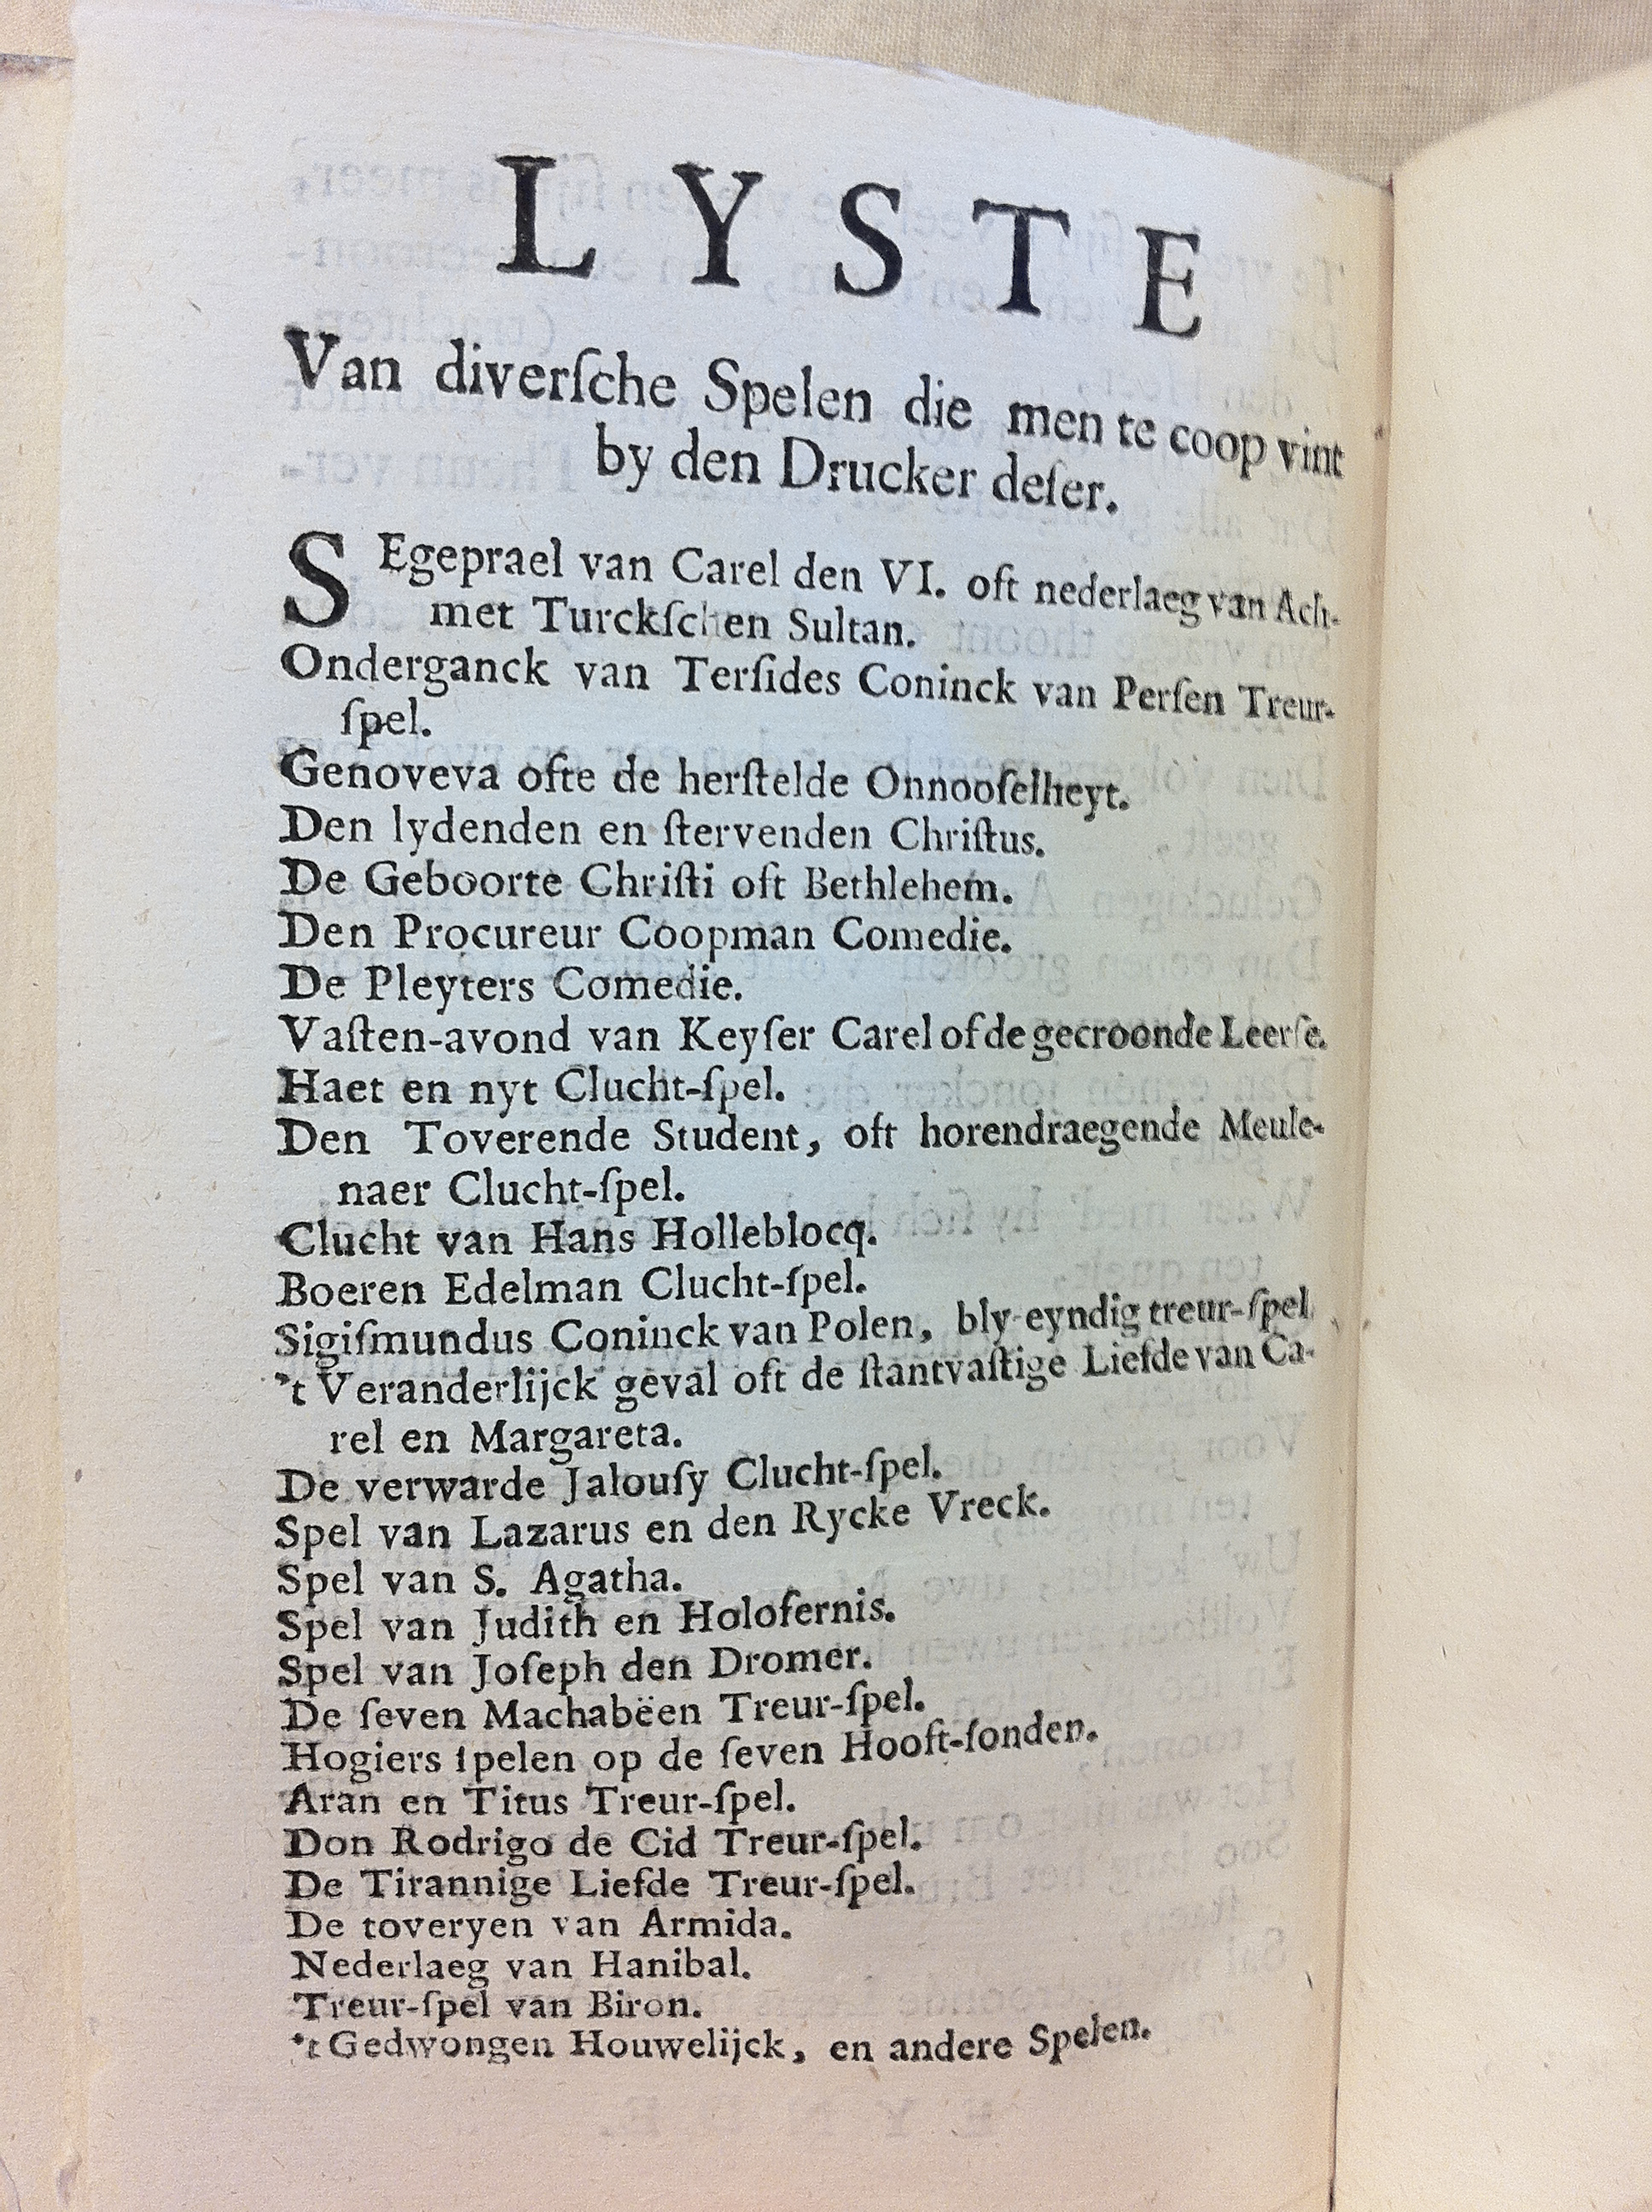 LYSTE
Van diverſche Spelen die men te coop vint
by den Drucker deſer.
SEgeprael van Carel den VI. oft nederlaeg van Ach-
met Turckſchen Sultan.
Onderganck van Terſides Coninck van Perſen Treur-
ſpel.
Genoveva ofte de herſtelde Onnooſelheyt.
Den lydenden en ſtervenden Chriſtus.
De Geboorte Chriſti oft Bethlehem.
Den Procureur Coopman Comedie.
De Pleyters Comedie.
Vaſten-avond van Keyſer Carel of de gecroonde Leerſe.
Haet en nyt Clucht-ſpel.
Den Toverende Student, oft horendraegende Meule-
naer Clucht-ſpel.
Clucht van Hans Holleblocq.
Boeren Edelman Clucht-ſpel.
Sigiſmundus Coninck van Polen, bly-eyndig treur-ſpel.
't Veranderlijck geval oft de ſtantvaſtige Liefde van Ca-
rel en Margareta.
De verwarde Jalouſy Clucht-ſpel.
Spel van Lazarus en den Rycke Vreck.
Spel van S. Agatha.
Spel van Judith en Holofernis.
Spel van Joſeph den Dromer.
De ſeven Machabëen Treur-ſpel.
Hogiers ſpelen op de ſeven Hooft-ſonden.
Aran en Titus Treur-ſpel.
Don Rodrigo de Cid Treur-ſpel.
De Tirannige Liefde Treur-ſpel.
De toveryen van Armida.
Nederlaeg van Hanibal.
Treur-ſpel van Biron.
't Gedwongen Houwelijck, en andere Spelen.